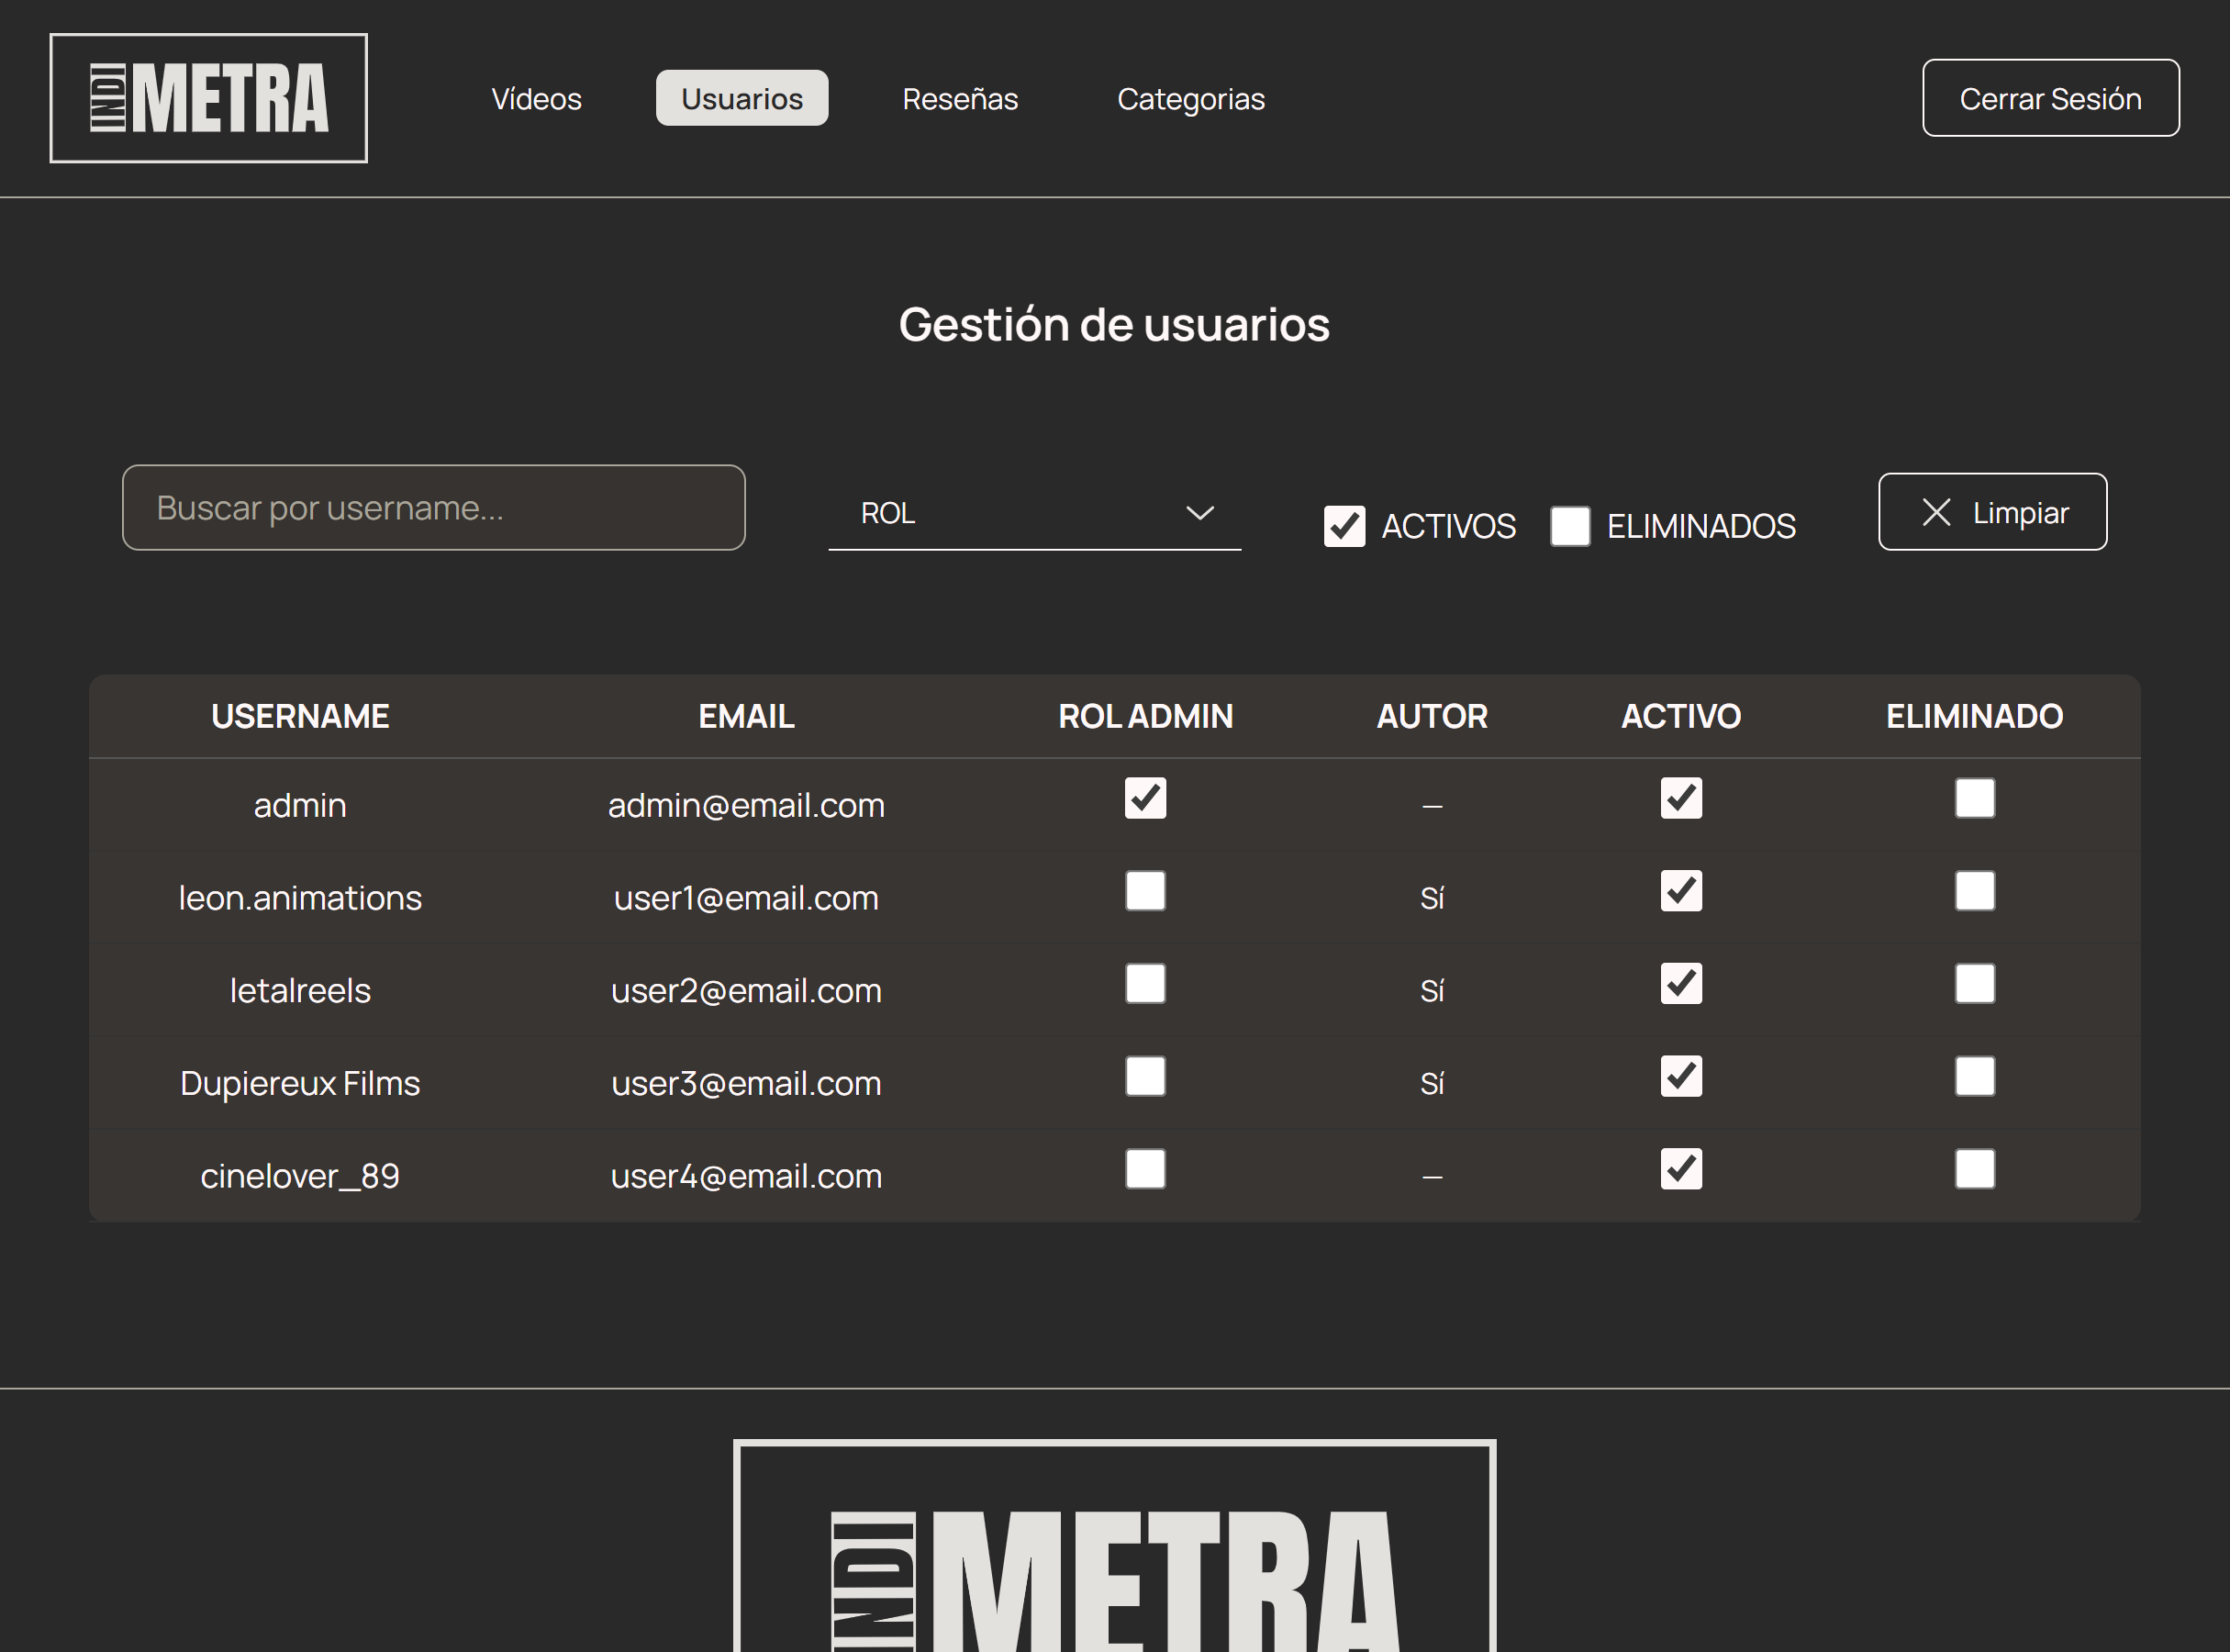 INDI METRA
Vídeos Usuarios Reseñas Categorias Cerrar Sesión
Gestión de usuarios
Buscar por username... ROL ACTIVOS ELIMINADOS Limpiar
USERNAME EMAIL ROL ADMIN AUTOR ACTIVO ELIMINADO
admin admin@email.com —
leon.animations user1@email.com Sí
letalreels user2@email.com Sí
Dupiereux Films user3@email.com Sí
cinelover_89 user4@email.com —
INDI METRA